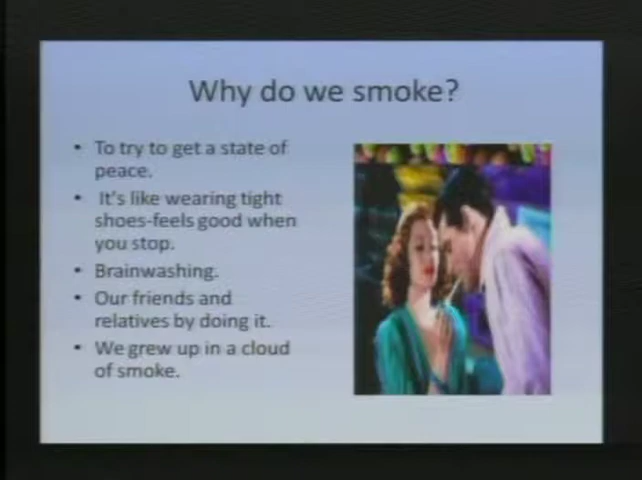 Why do we smoke?
• To try to get a state of
peace.
• It's like wearing tight
shoes-feels good when
you stop.
• Brainwashing.
• Our friends and
relatives by doing it.
• We grew up in a cloud
of smoke.